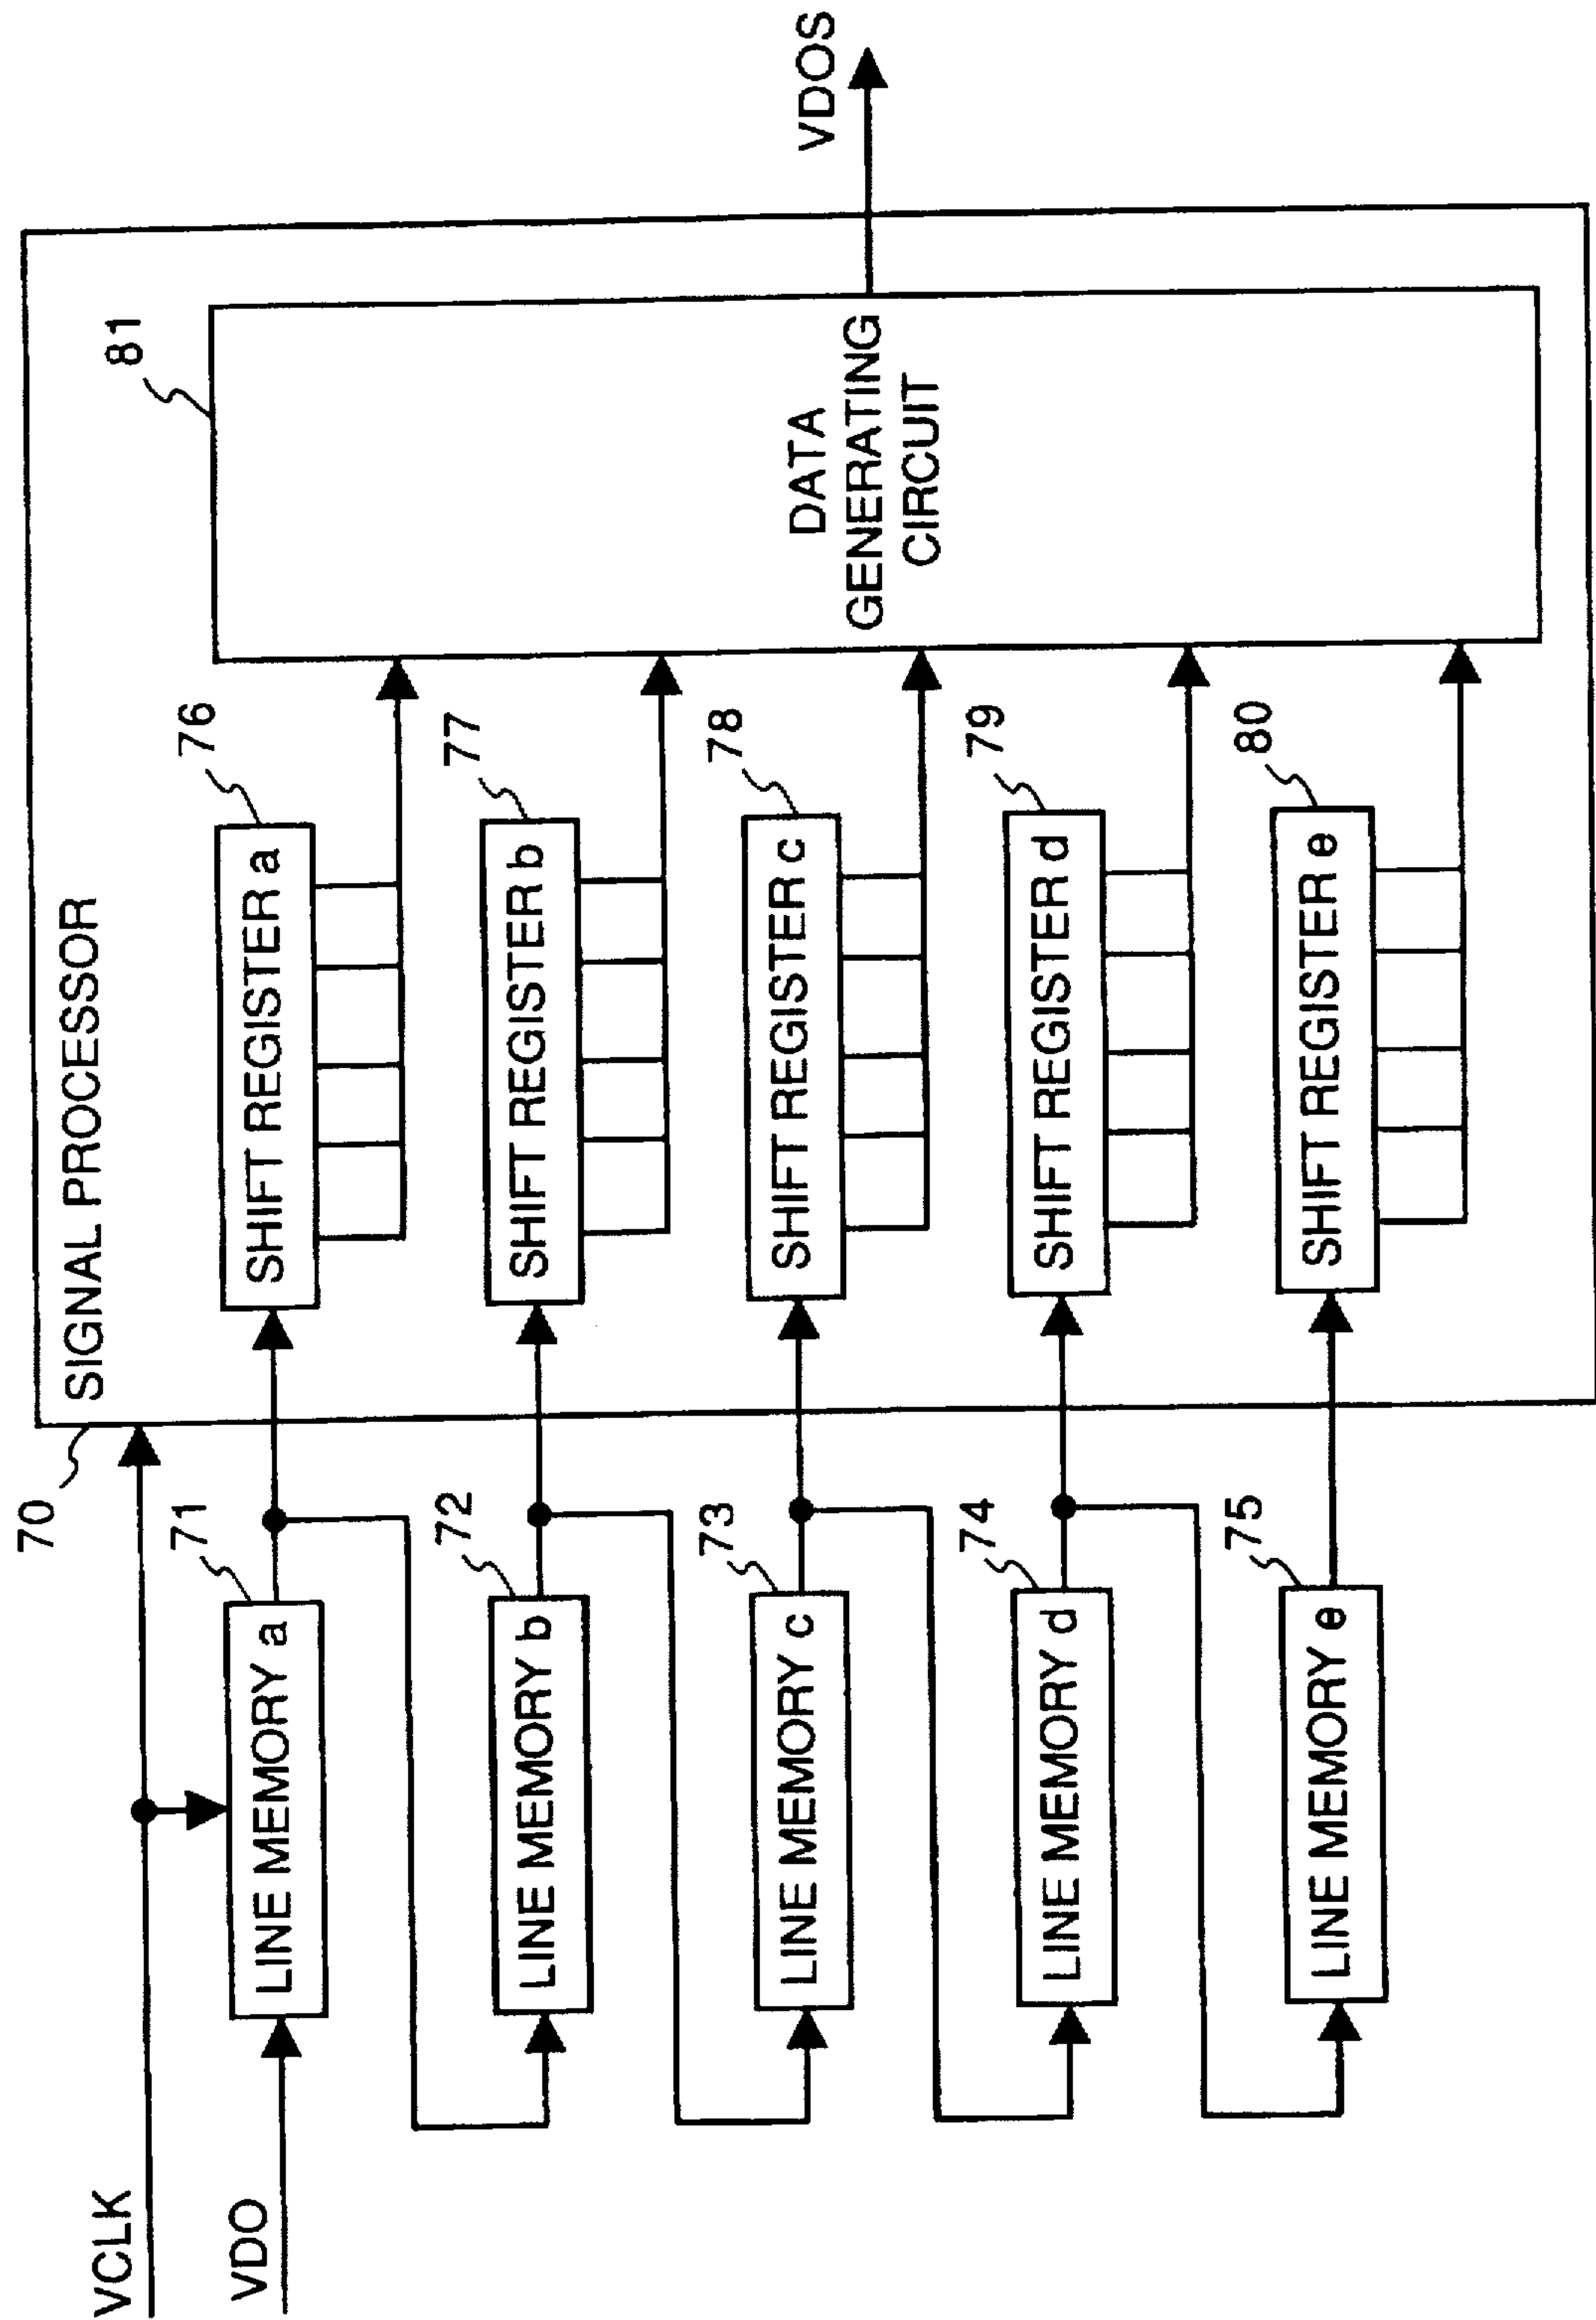 VCLK
VDO
70
SIGNAL PROCESSOR
71
LINE MEMORY a
76
SHIFT REGISTER a
72
LINE MEMORY b
77
SHIFT REGISTER b
73
LINE MEMORY c
78
SHIFT REGISTER c
74
LINE MEMORY d
79
SHIFT REGISTER d
75
LINE MEMORY e
80
SHIFT REGISTER e
81
DATA
GENERATING
CIRCUIT
VDOS